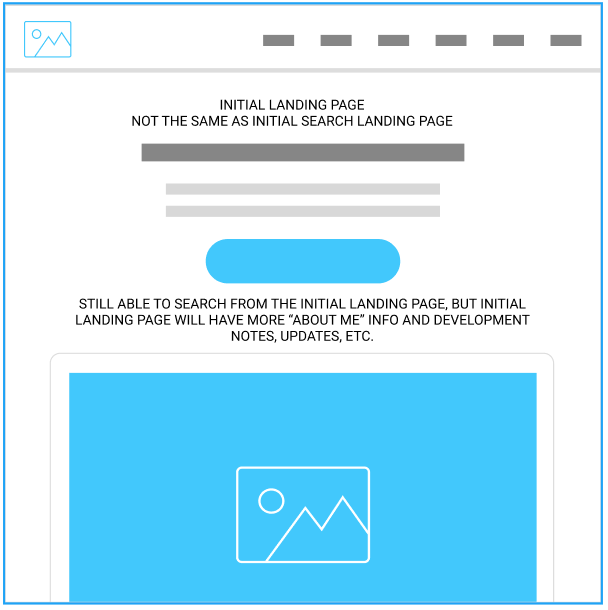 INITIAL LANDING PAGE
NOT THE SAME AS INITIAL SEARCH LANDING PAGE
STILL ABLE TO SEARCH FROM THE INITIAL LANDING PAGE, BUT INITIAL
LANDING PAGE WILL HAVE MORE “ABOUT ME” INFO AND DEVELOPMENT
NOTES, UPDATES, ETC.